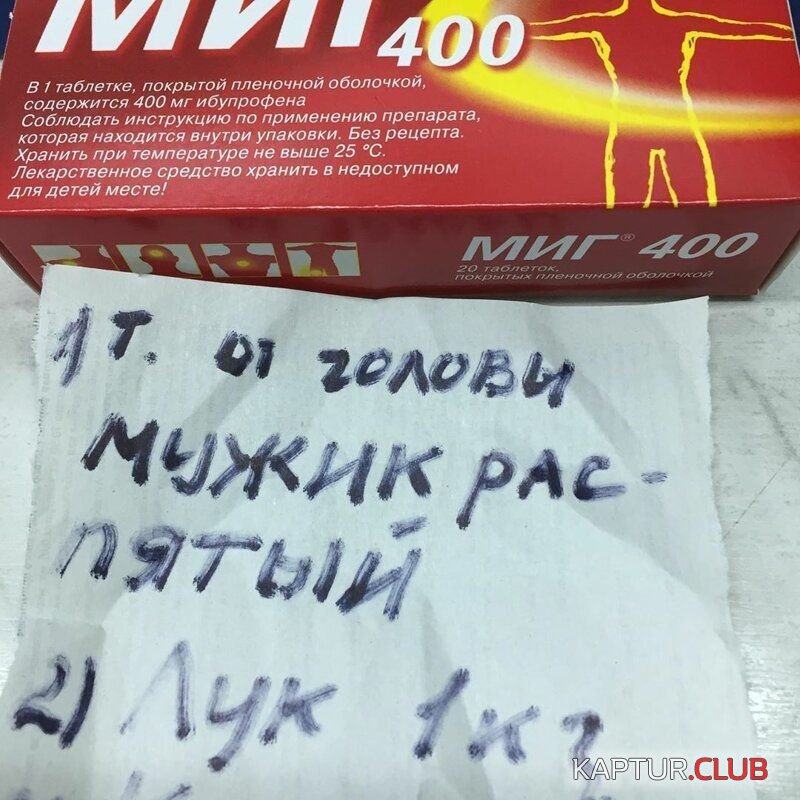 МИГ 400
В 1 таблетке, покрытой пленочной оболочкой,
содержится 400 мг ибупрофена
Соблюдать инструкцию по применению препарата,
которая находится внутри упаковки. Без рецепта.
Хранить при температуре не выше 25 °C.
Лекарственное средство хранить в недоступном
для детей месте!
МИГ® 400
20 таблеток,
покрытых пленочной оболочкой
1 т. от головы
мужик рас-
пятый
2) Лук 1кг
KAPTUR.CLUB